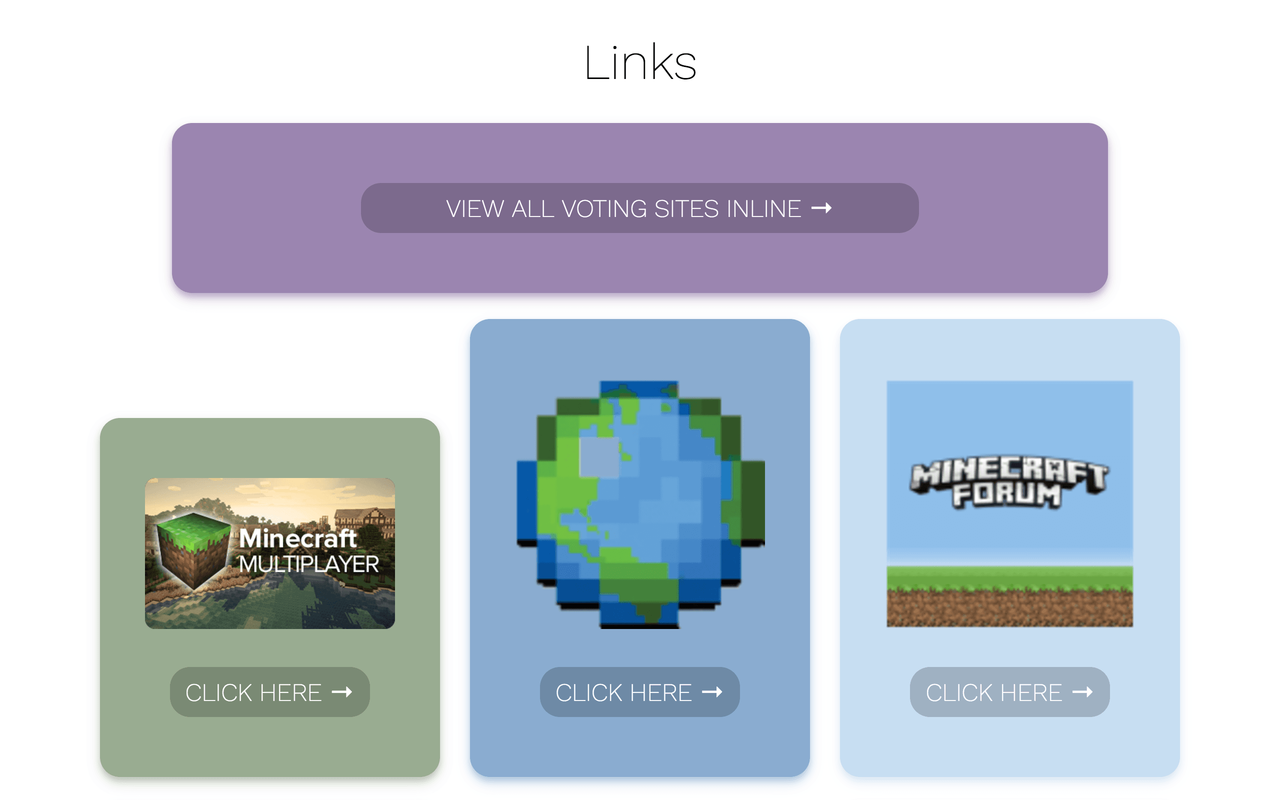 Links
VIEW ALL VOTING SITES INLINE ➞
Minecraft
MULTIPLAYER
MINECRAFT
FORUM
CLICK HERE ➞
CLICK HERE ➞
CLICK HERE ➞